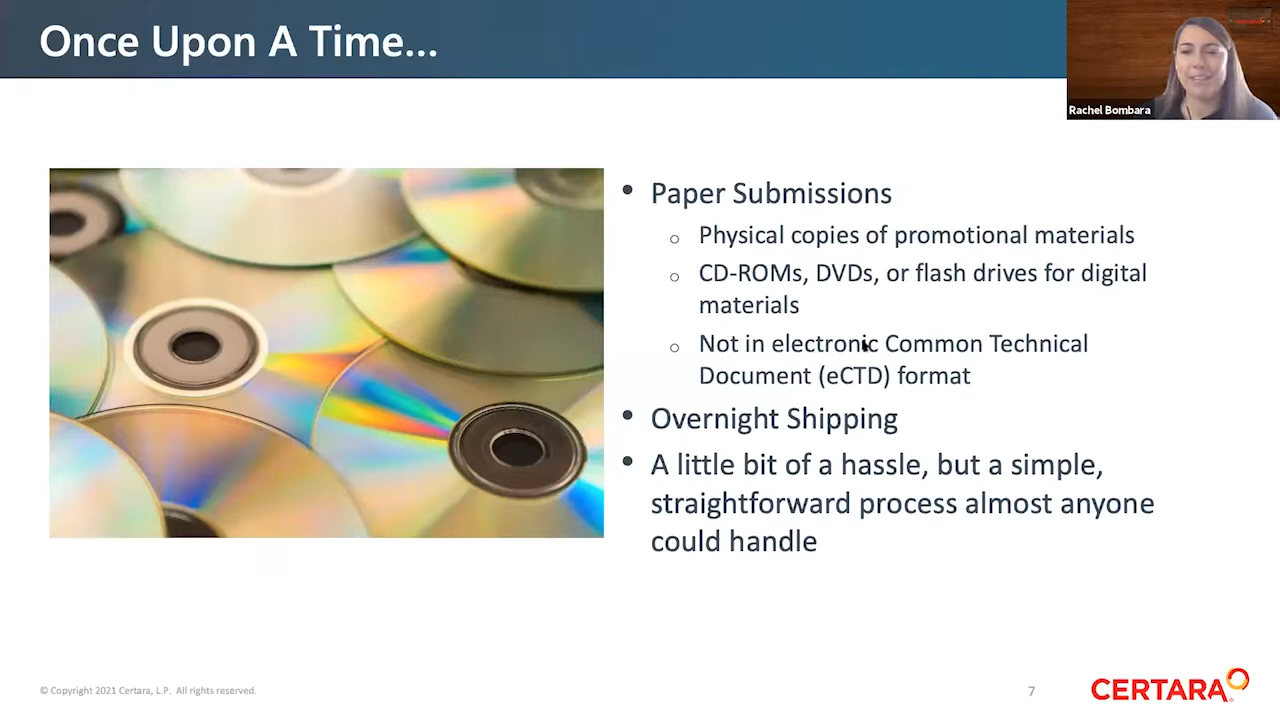 Once Upon A Time...
Rachel Bombara
• Paper Submissions
o Physical copies of promotional materials
o CD-ROMs, DVDs, or flash drives for digital
materials
o Not in electronic Common Technical
Document (eCTD) format
• Overnight Shipping
• A little bit of a hassle, but a simple,
straightforward process almost anyone
could handle
© Copyright 2021 Certara, L.P. All rights reserved.
7
CERTARA